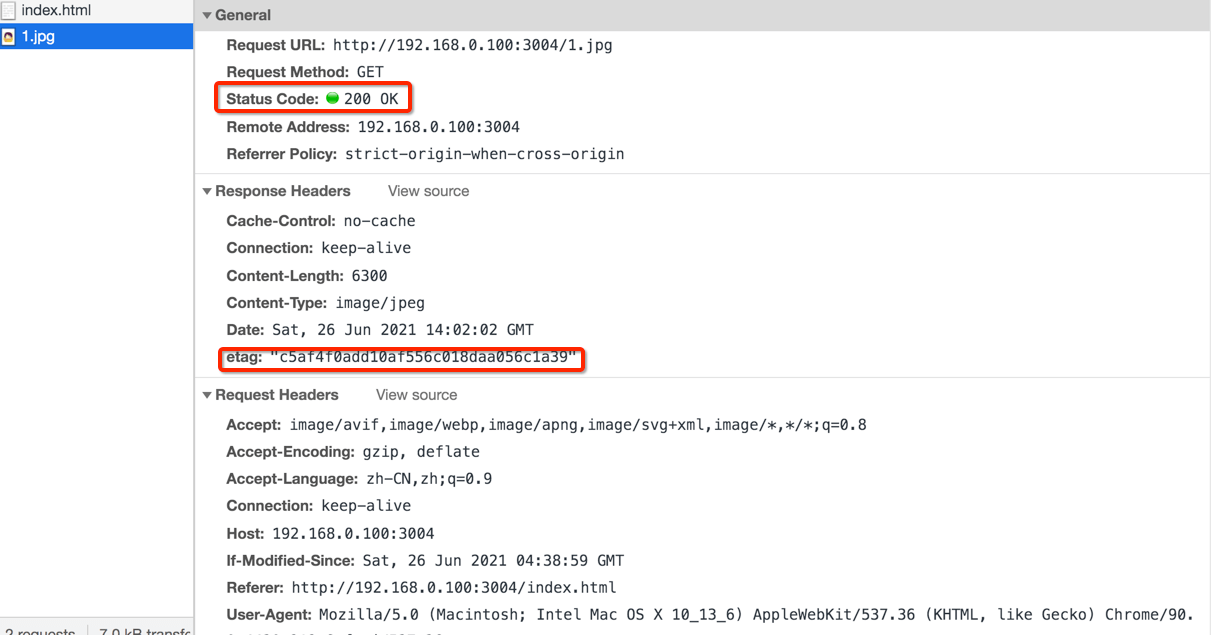 index.html
1.jpg
General
Request URL: http://192.168.0.100:3004/1.jpg
Request Method: GET
Status Code: 200 OK
Remote Address: 192.168.0.100:3004
Referrer Policy: strict-origin-when-cross-origin
Response Headers View source
Cache-Control: no-cache
Connection: keep-alive
Content-Length: 6300
Content-Type: image/jpeg
Date: Sat, 26 Jun 2021 14:02:02 GMT
etag: "c5af4f0add10af556c018daa056c1a39"
Request Headers View source
Accept: image/avif,image/webp,image/apng,image/svg+xml,image/*,*/*;q=0.8
Accept-Encoding: gzip, deflate
Accept-Language: zh-CN,zh;q=0.9
Connection: keep-alive
Host: 192.168.0.100:3004
If-Modified-Since: Sat, 26 Jun 2021 04:38:59 GMT
Referer: http://192.168.0.100:3004/index.html
User-Agent: Mozilla/5.0 (Macintosh; Intel Mac OS X 10_13_6) AppleWebKit/537.36 (KHTML, like Gecko) Chrome/90.
2 requests 7.0 kB transfe